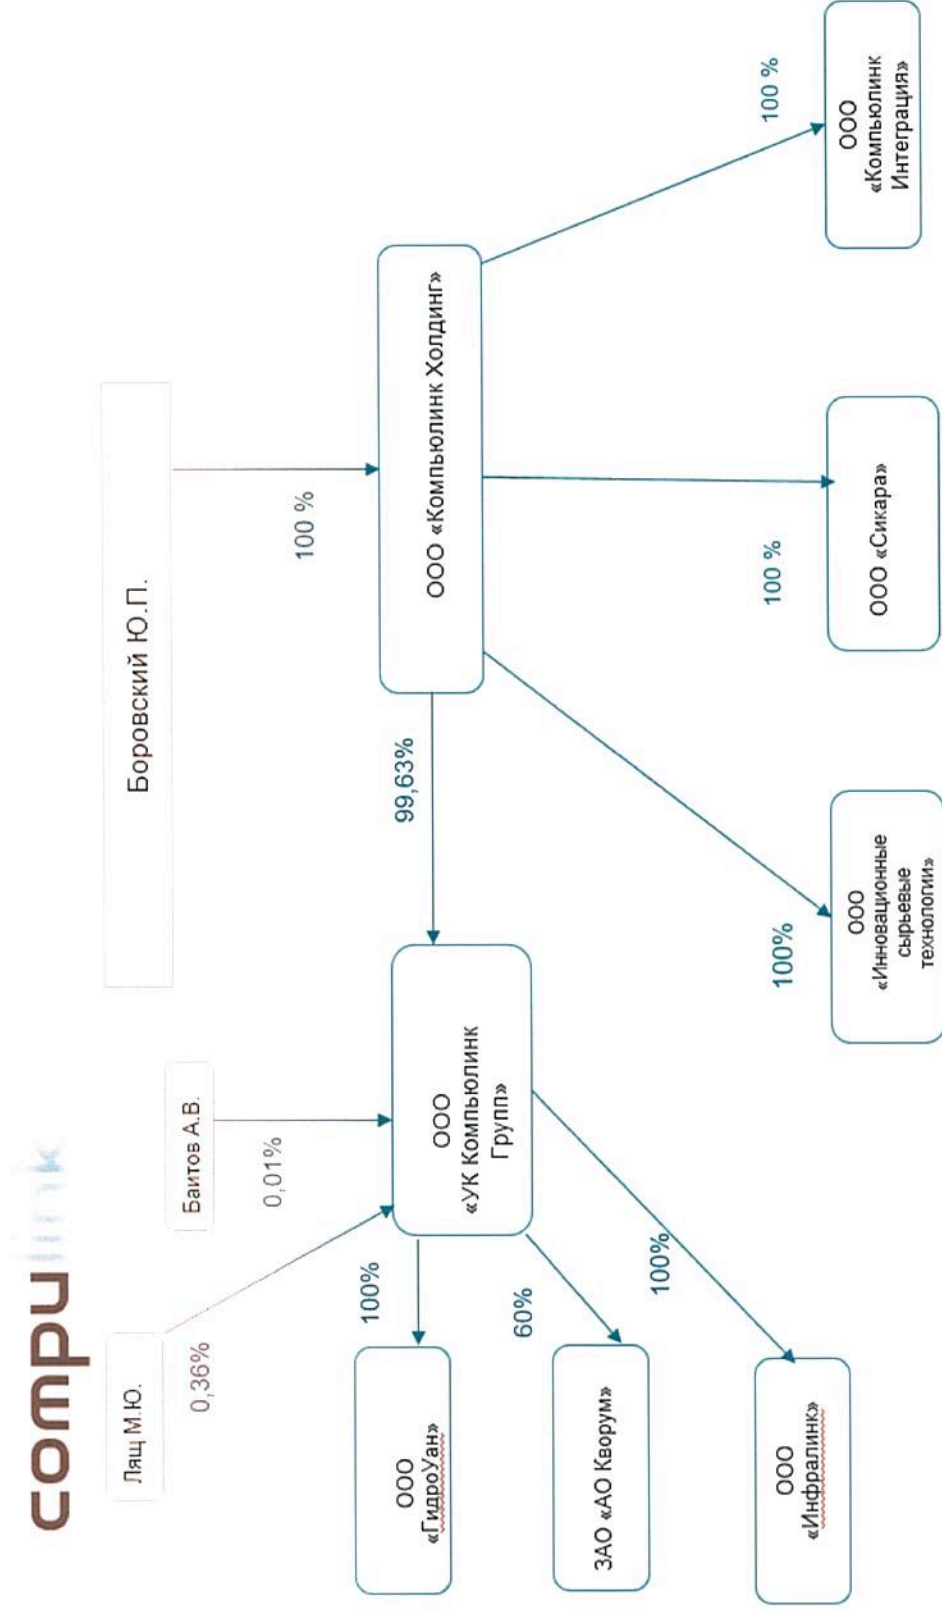 compulink
Боровский Ю.П.
Лящ М.Ю.
Баитов А.В.
0,36%
0,01%
100 %
ООО
«УК Компьюлинк
Групп»
99,63%
ООО «Компьюлинк Холдинг»
100%
60%
100%
100%
100 %
100 %
ООО
«ГидроУан»
ЗАО «АО Кворум»
ООО
«Инфралинк»
ООО
«Инновационные
сырьевые
технологии»
ООО «Сикара»
ООО
«Компьюлинк
Интеграция»